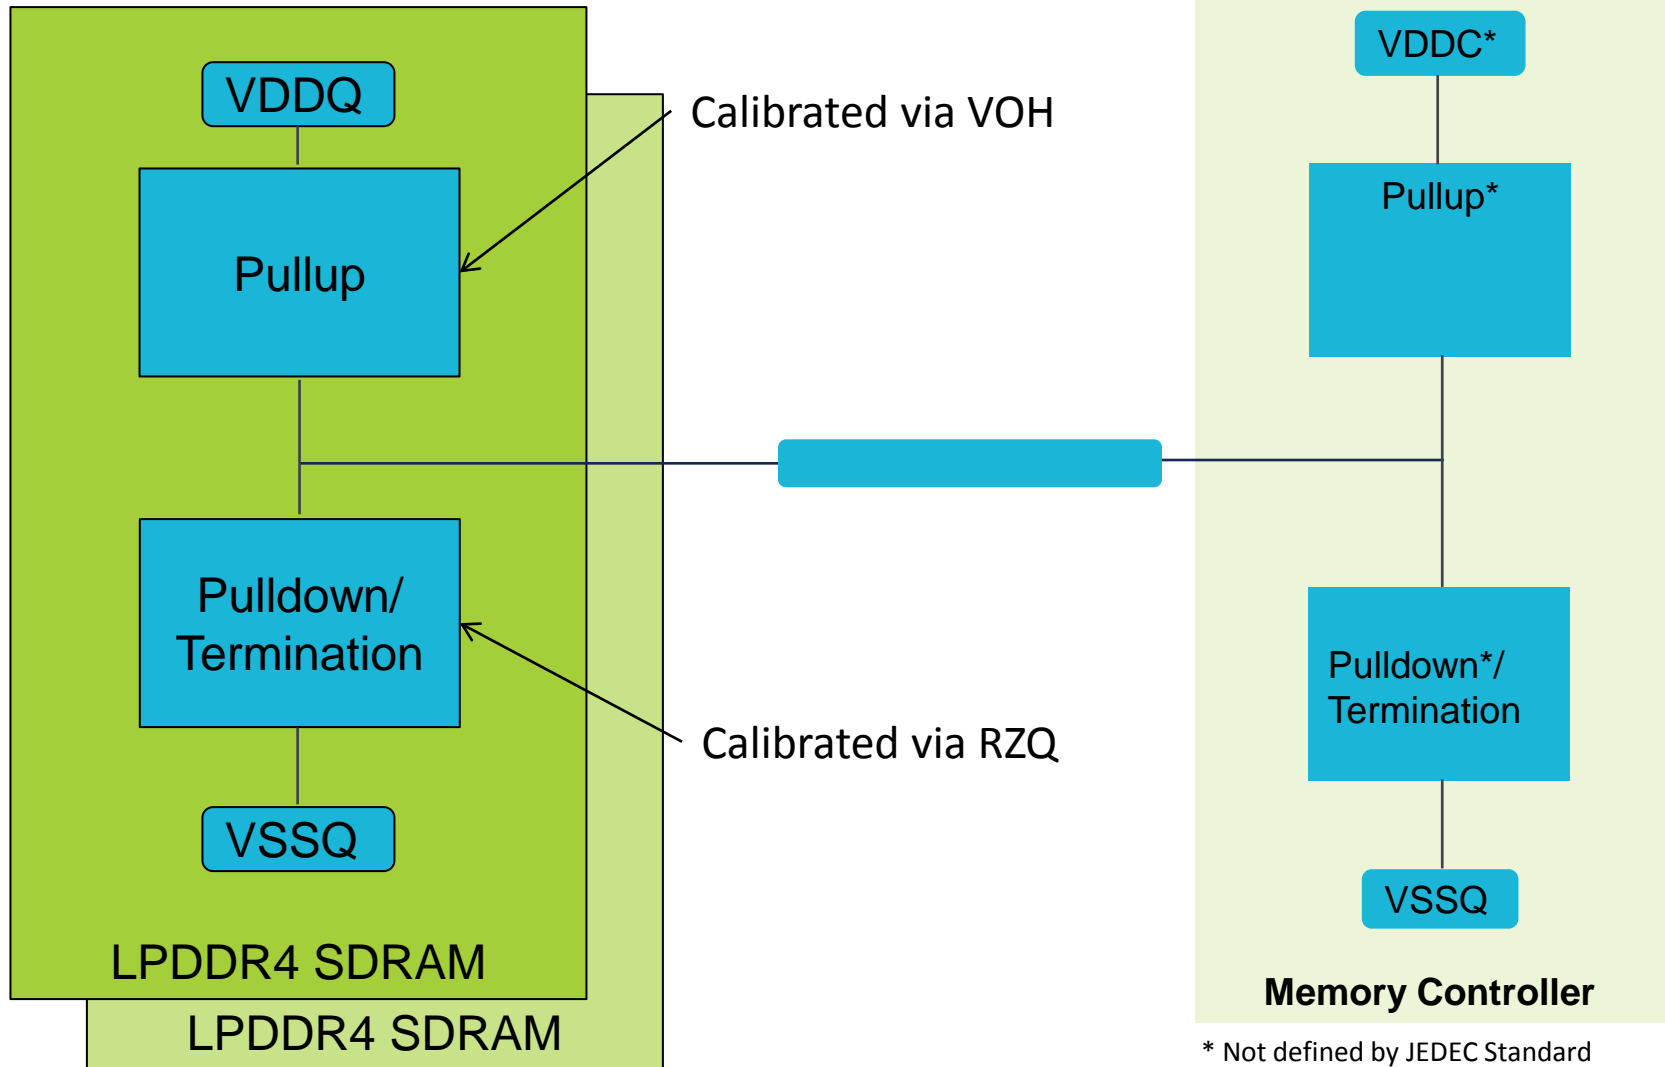 VDDQ
Pullup
Pulldown/
Termination
VSSQ
LPDDR4 SDRAM
LPDDR4 SDRAM
Calibrated via VOH
Calibrated via RZQ
VDDC*
Pullup*
Pulldown*/
Termination
VSSQ
Memory Controller
* Not defined by JEDEC Standard